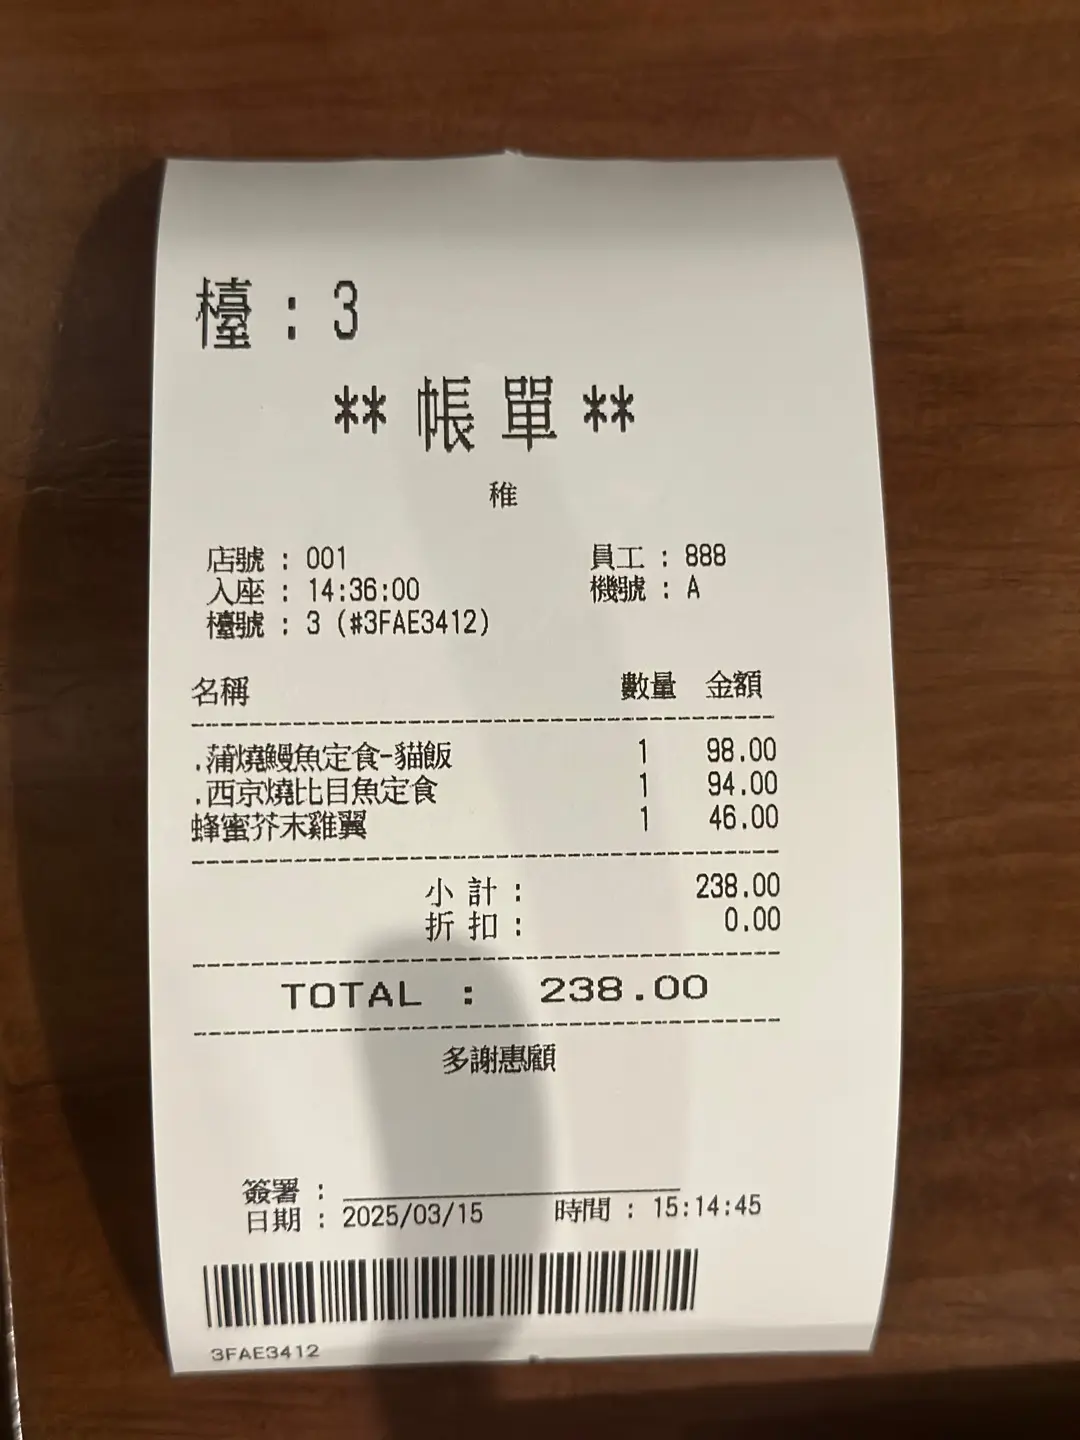 檯 : 3
** 帳 單 **
稚
店號 : 001 員工 : 888
入座 : 14:36:00 機號 : A
檯號 : 3 (#3FAE3412)
名稱 數量 金額
.蒲燒鰻魚定食-貓飯 1 98.00
.西京燒比目魚定食 1 94.00
蜂蜜芥末雞翼 1 46.00
小 計 : 238.00
折 扣 : 0.00
TOTAL : 238.00
多謝惠顧
簽署 :
日期 : 2025/03/15 時間 : 15:14:45
3FAE3412